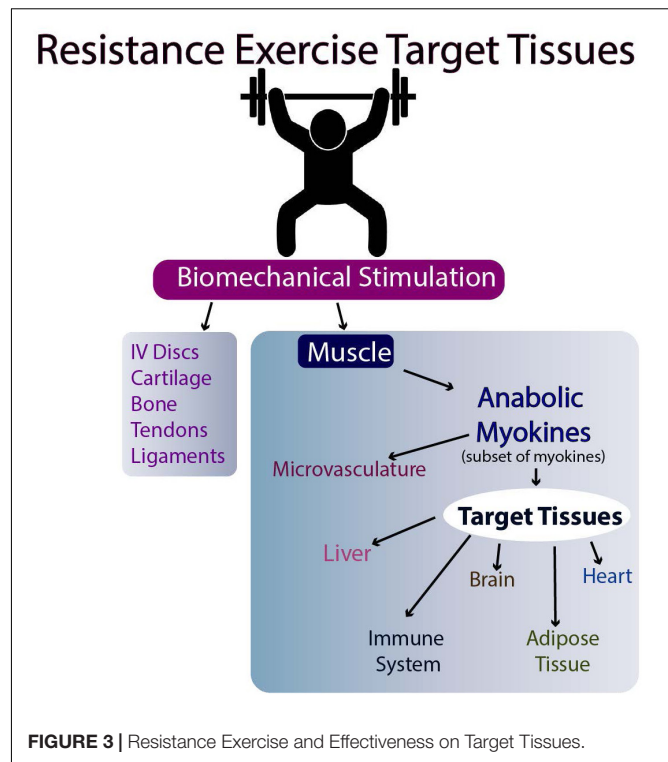 Resistance Exercise Target Tissues
Biomechanical Stimulation
IV Discs
Cartilage
Bone
Tendons
Ligaments
Muscle
Anabolic
Myokines
(subset of myokines)
Microvasculature
Target Tissues
Liver
Brain
Heart
Immune
System
Adipose
Tissue
FIGURE 3 | Resistance Exercise and Effectiveness on Target Tissues.